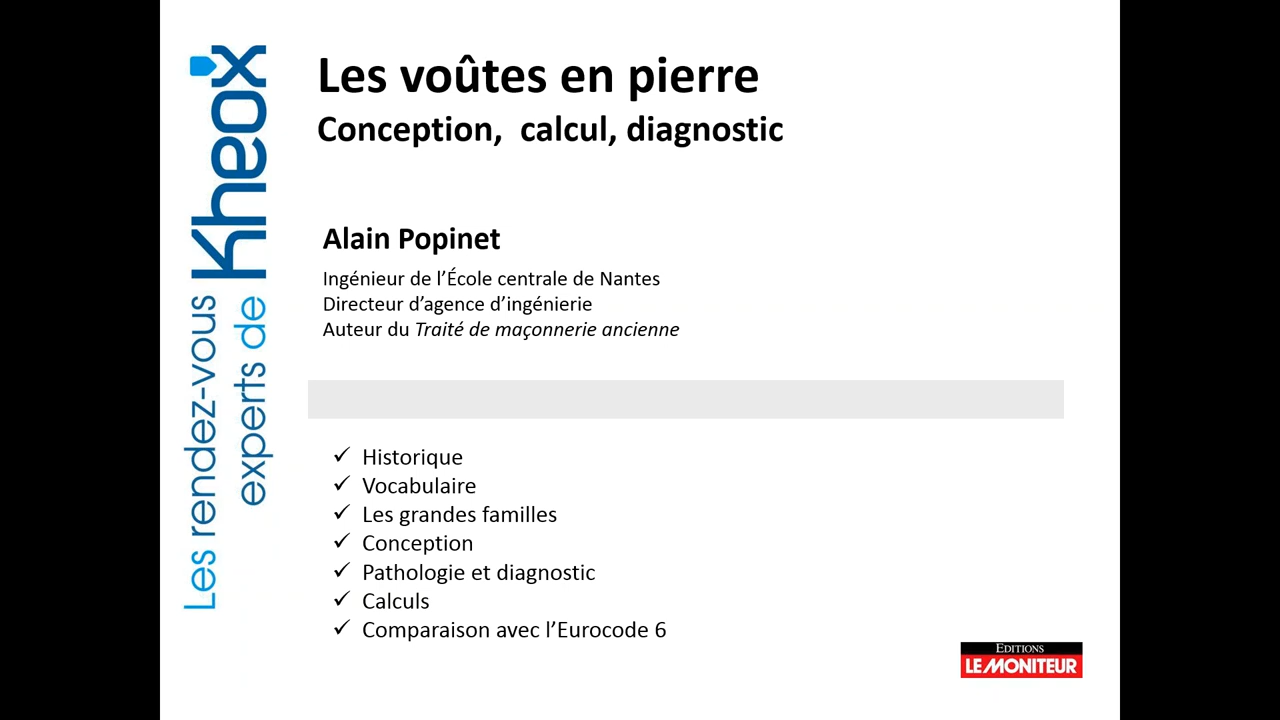 Les rendez-vous
experts de Kheox
Les voûtes en pierre
Conception, calcul, diagnostic
Alain Popinet
Ingénieur de l’École centrale de Nantes
Directeur d’agence d’ingénierie
Auteur du Traité de maçonnerie ancienne
✓ Historique
✓ Vocabulaire
✓ Les grandes familles
✓ Conception
✓ Pathologie et diagnostic
✓ Calculs
✓ Comparaison avec l’Eurocode 6
EDITIONS
LE MONITEUR